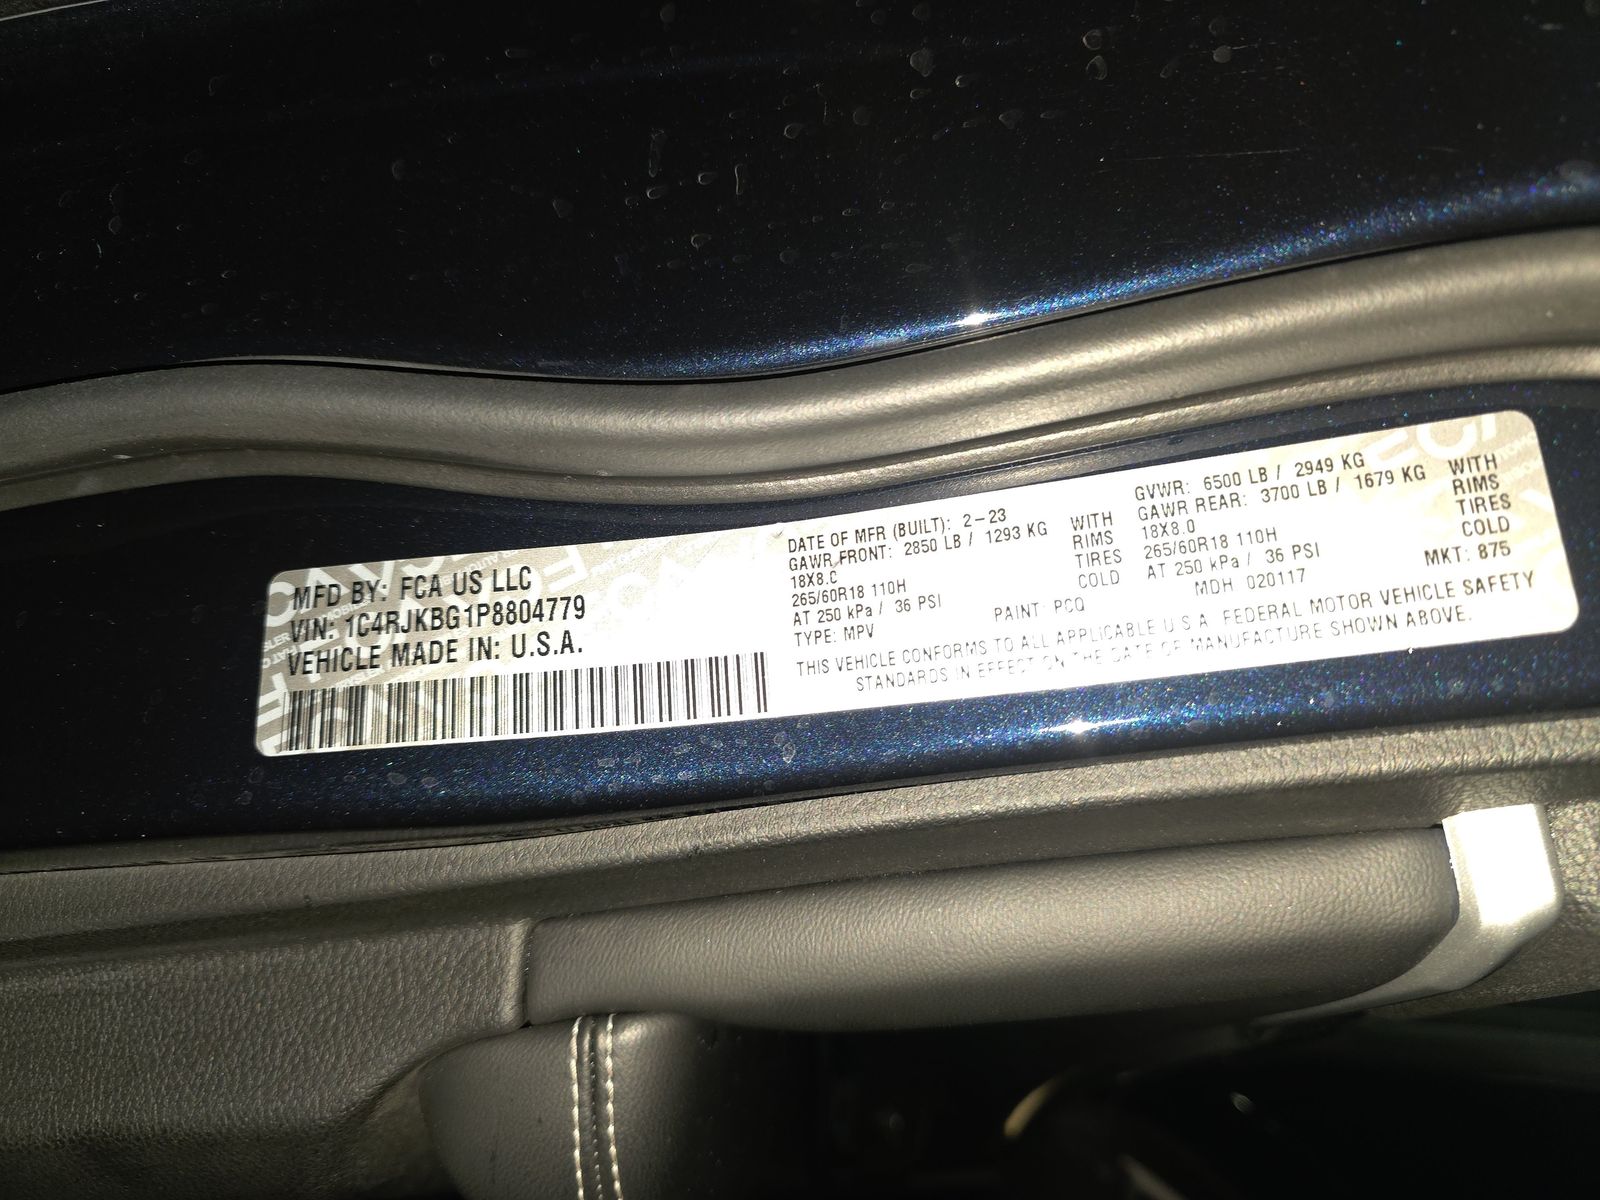 MFD BY: FCA US LLC
VIN: 1C4RJKBG1P8804779
VEHICLE MADE IN: U.S.A.
DATE OF MFR (BUILT): 2-23
GAWR FRONT: 2850 LB / 1293 KG WITH
18X8.0 RIMS
265/60R18 110H TIRES
AT 250 kPa / 36 PSI COLD
TYPE: MPV
GVWR: 6500 LB / 2949 KG
GAWR REAR: 3700 LB / 1679 KG WITH
18X8.0 RIMS
265/60R18 110H TIRES
AT 250 kPa / 36 PSI COLD
PAINT: PCQ MDH 020117 MKT: 875
THIS VEHICLE CONFORMS TO ALL APPLICABLE U S A FEDERAL MOTOR VEHICLE SAFETY
STANDARDS IN EFFECT ON THE DATE OF MANUFACTURE SHOWN ABOVE.